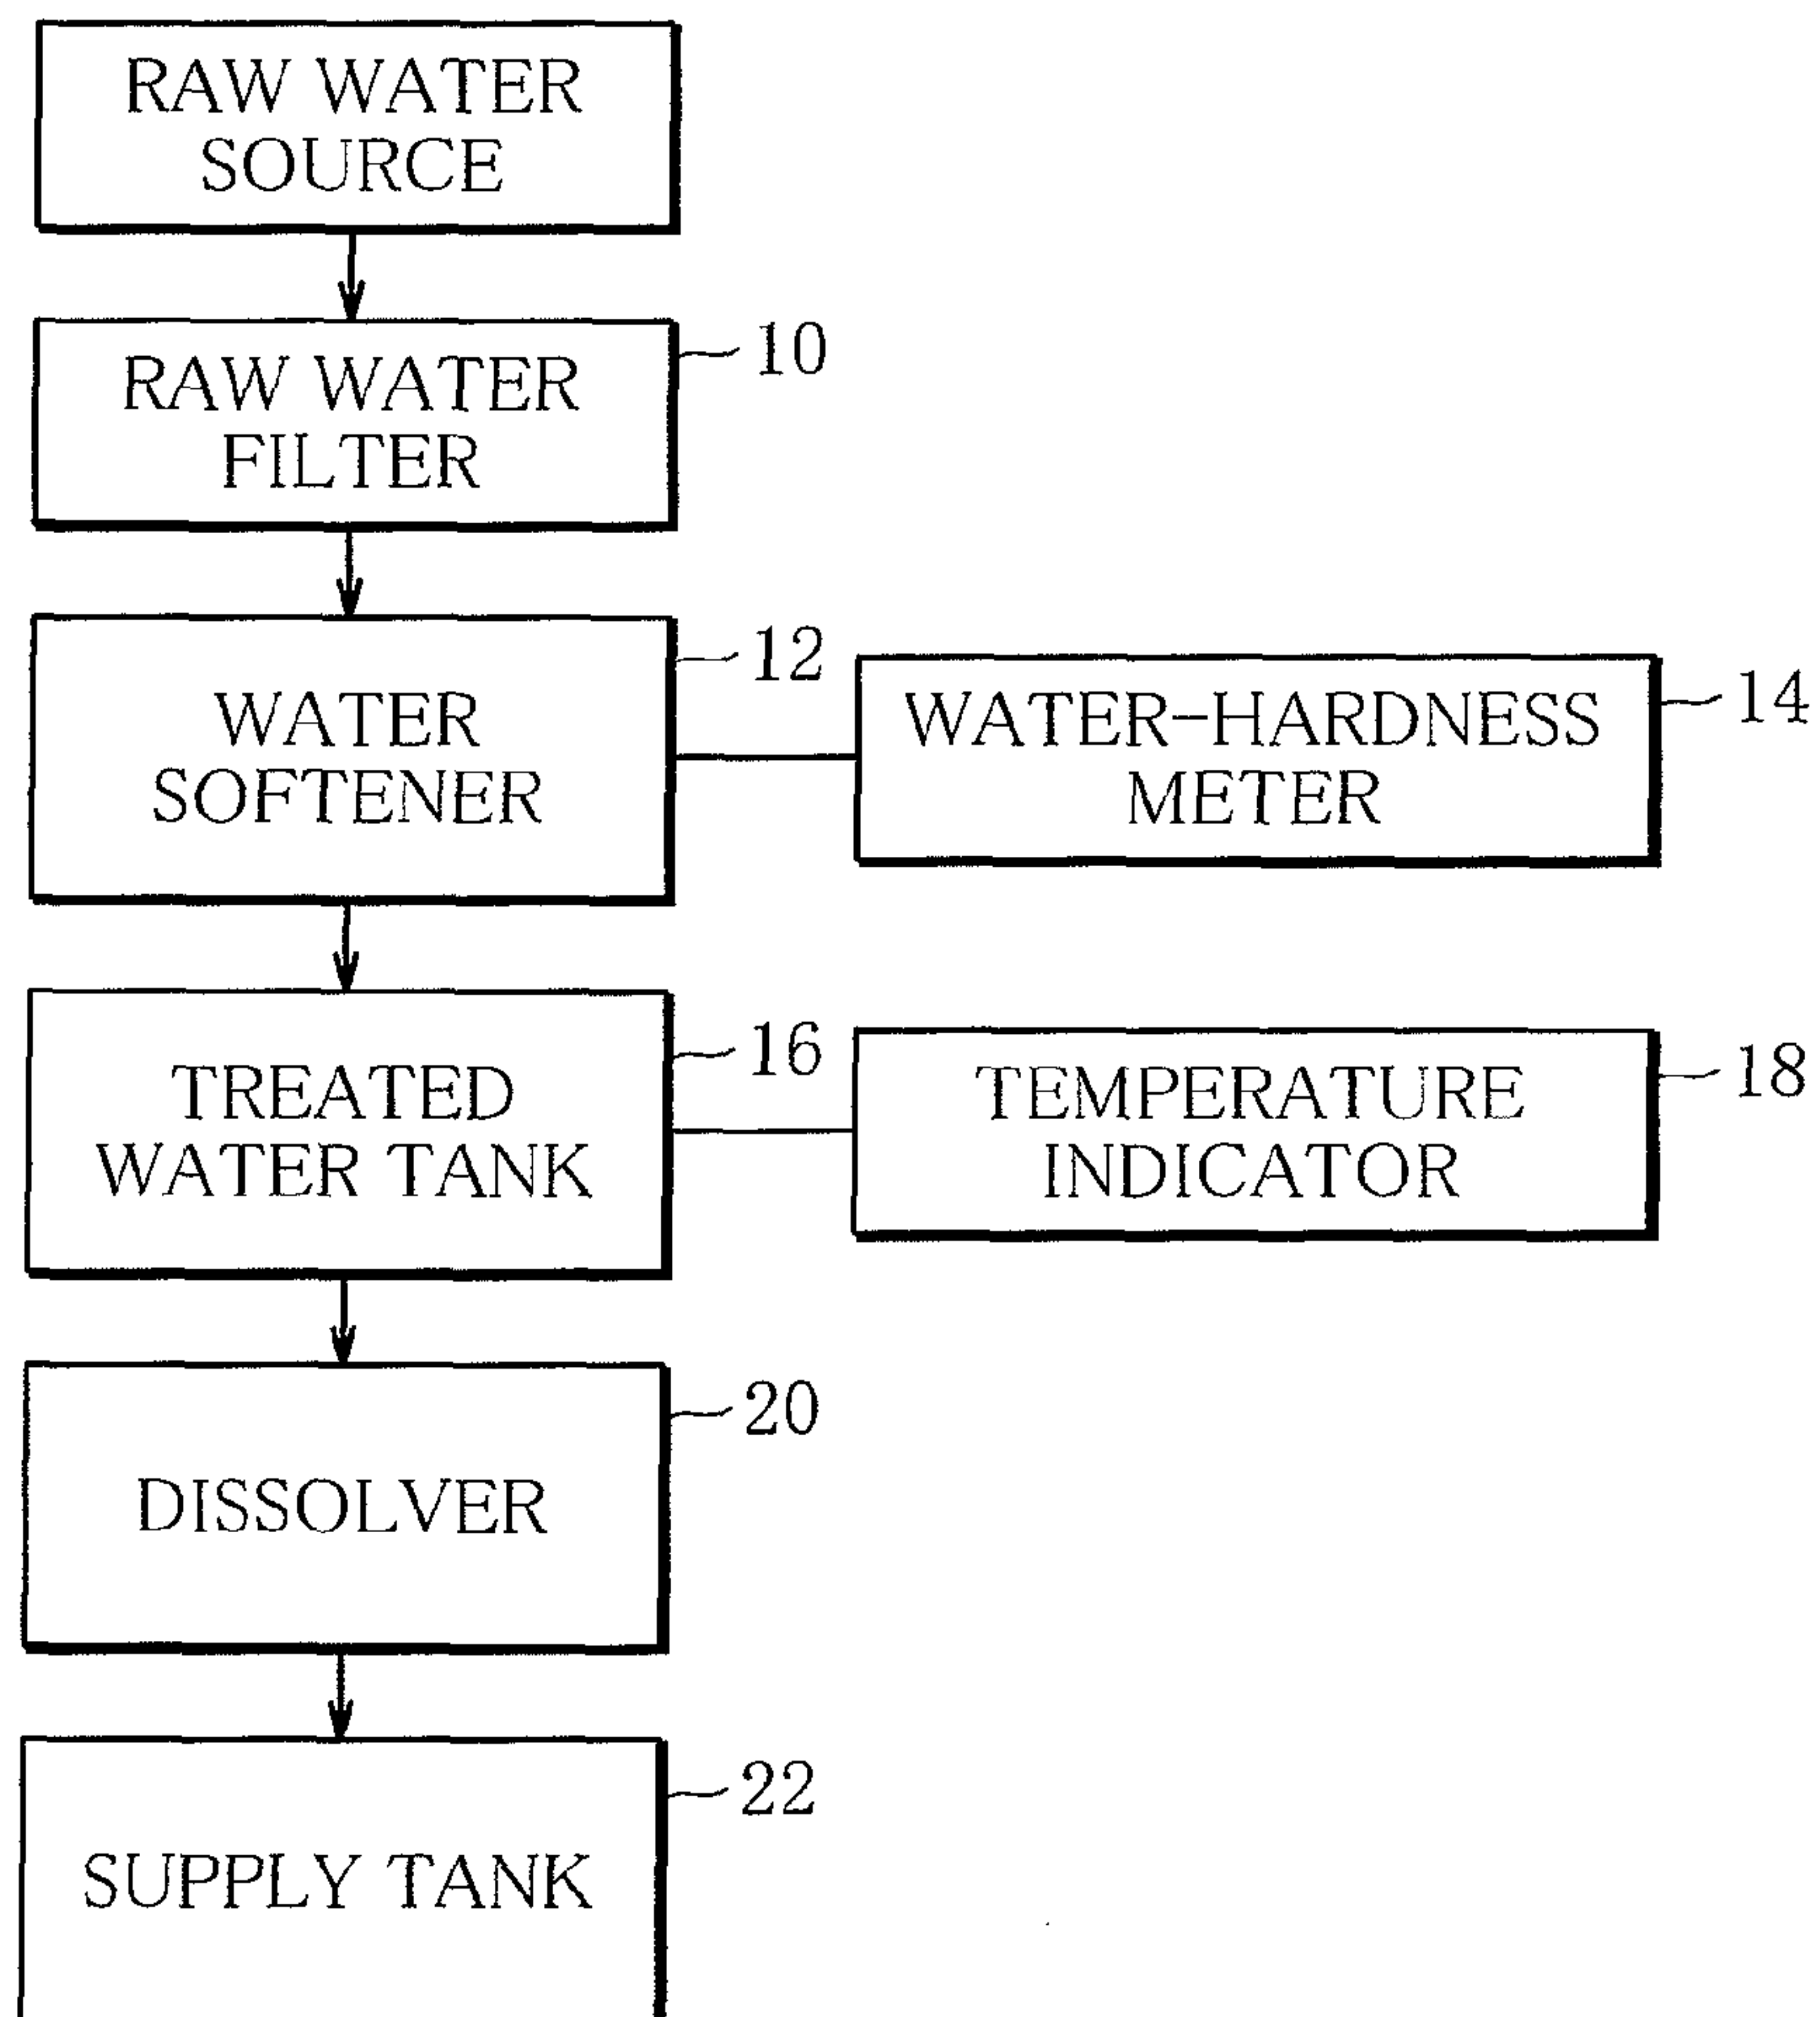 RAW WATER
SOURCE
RAW WATER
FILTER
10
WATER
SOFTENER
12
WATER-HARDNESS
METER
14
TREATED
WATER TANK
16
TEMPERATURE
INDICATOR
18
DISSOLVER
20
SUPPLY TANK
22